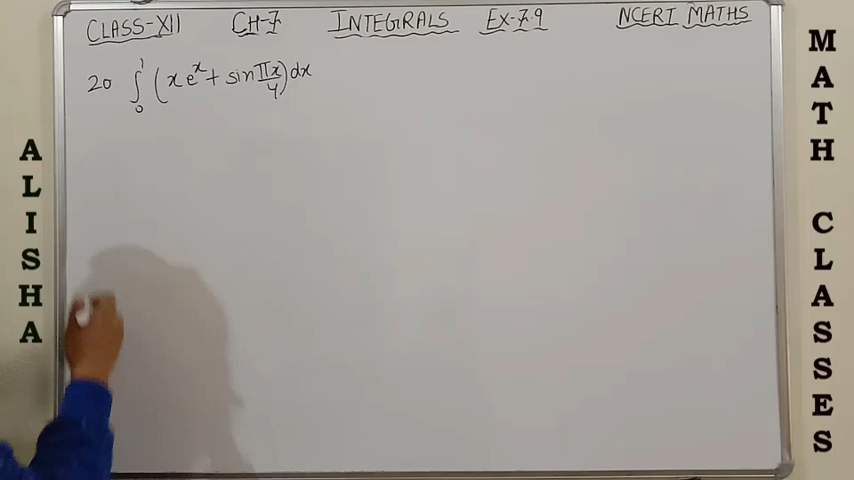 CLASS-XII CH-7 INTEGRALS EX-7.9 NCERT MATHS
20 ∫₀¹ (x eˣ + sin πx/4) dx
ALISHA
MATH CLASSES